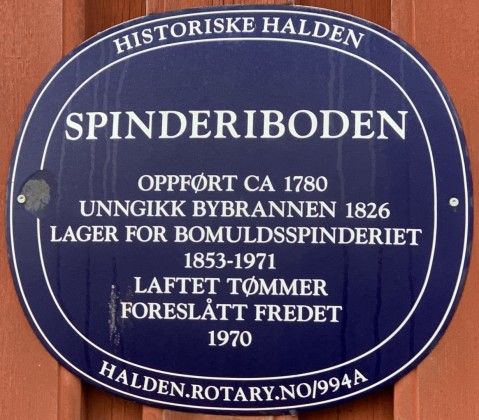 HISTORISKE HALDEN
SPINDERIBODEN
OPPFØRT CA 1780
UNNGIKK BYBRANNEN 1826
LAGER FOR BOMULDSSPINDERIET
1853-1971
LAFTET TØMMER
FORESLÅTT FREDET
1970
HALDEN.ROTARY.NO/994A